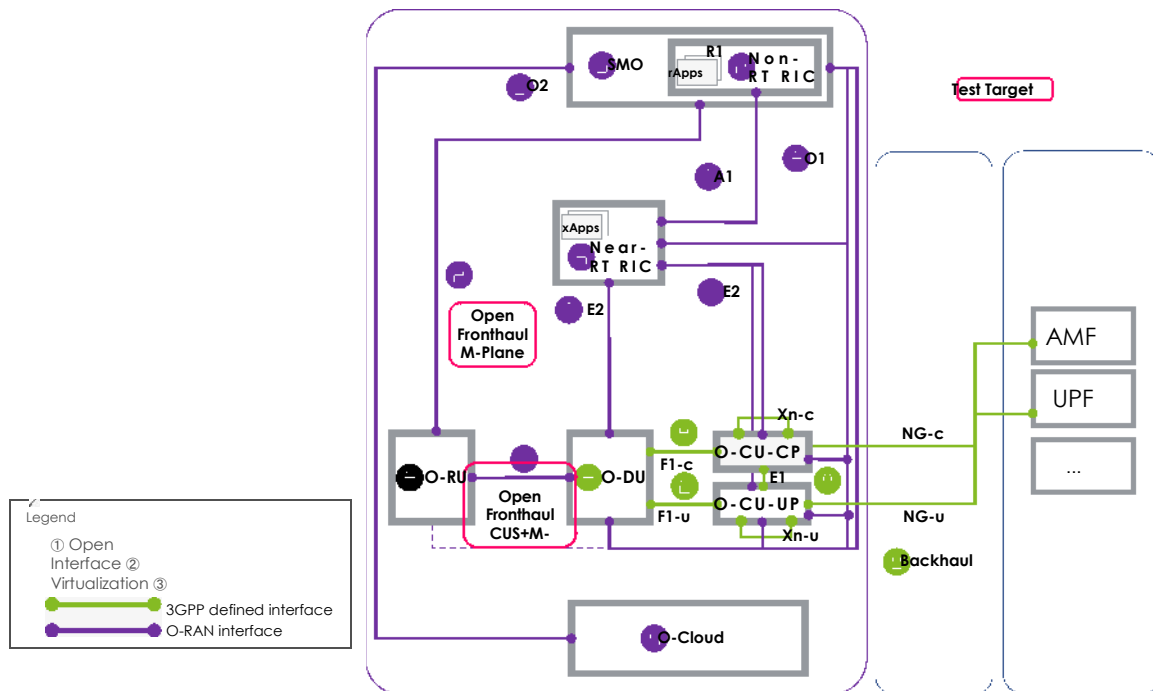 R1
SMO
Non-
RT RIC
rApps
O2
Test Target
O1
A1
xApps
Near-
RT RIC
E2
E2
Open
Fronthaul
M-Plane
AMF
UPF
...
Xn-c
NG-c
O-CU-CP
F1-c
O-RU
O-DU
E1
Open
Fronthaul
CUS+M-
O-CU-UP
F1-u
NG-u
Xn-u
Backhaul
Legend
① Open
Interface ②
Virtualization ③
3GPP defined interface
O-RAN interface
O-Cloud